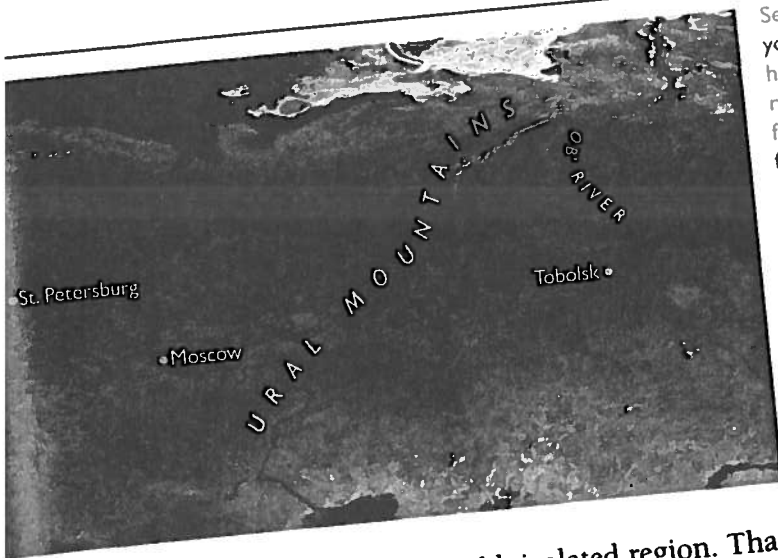 URAL MOUNTAINS
OB' RIVER
St. Petersburg
Tobolsk
Moscow
isolated region. Tha